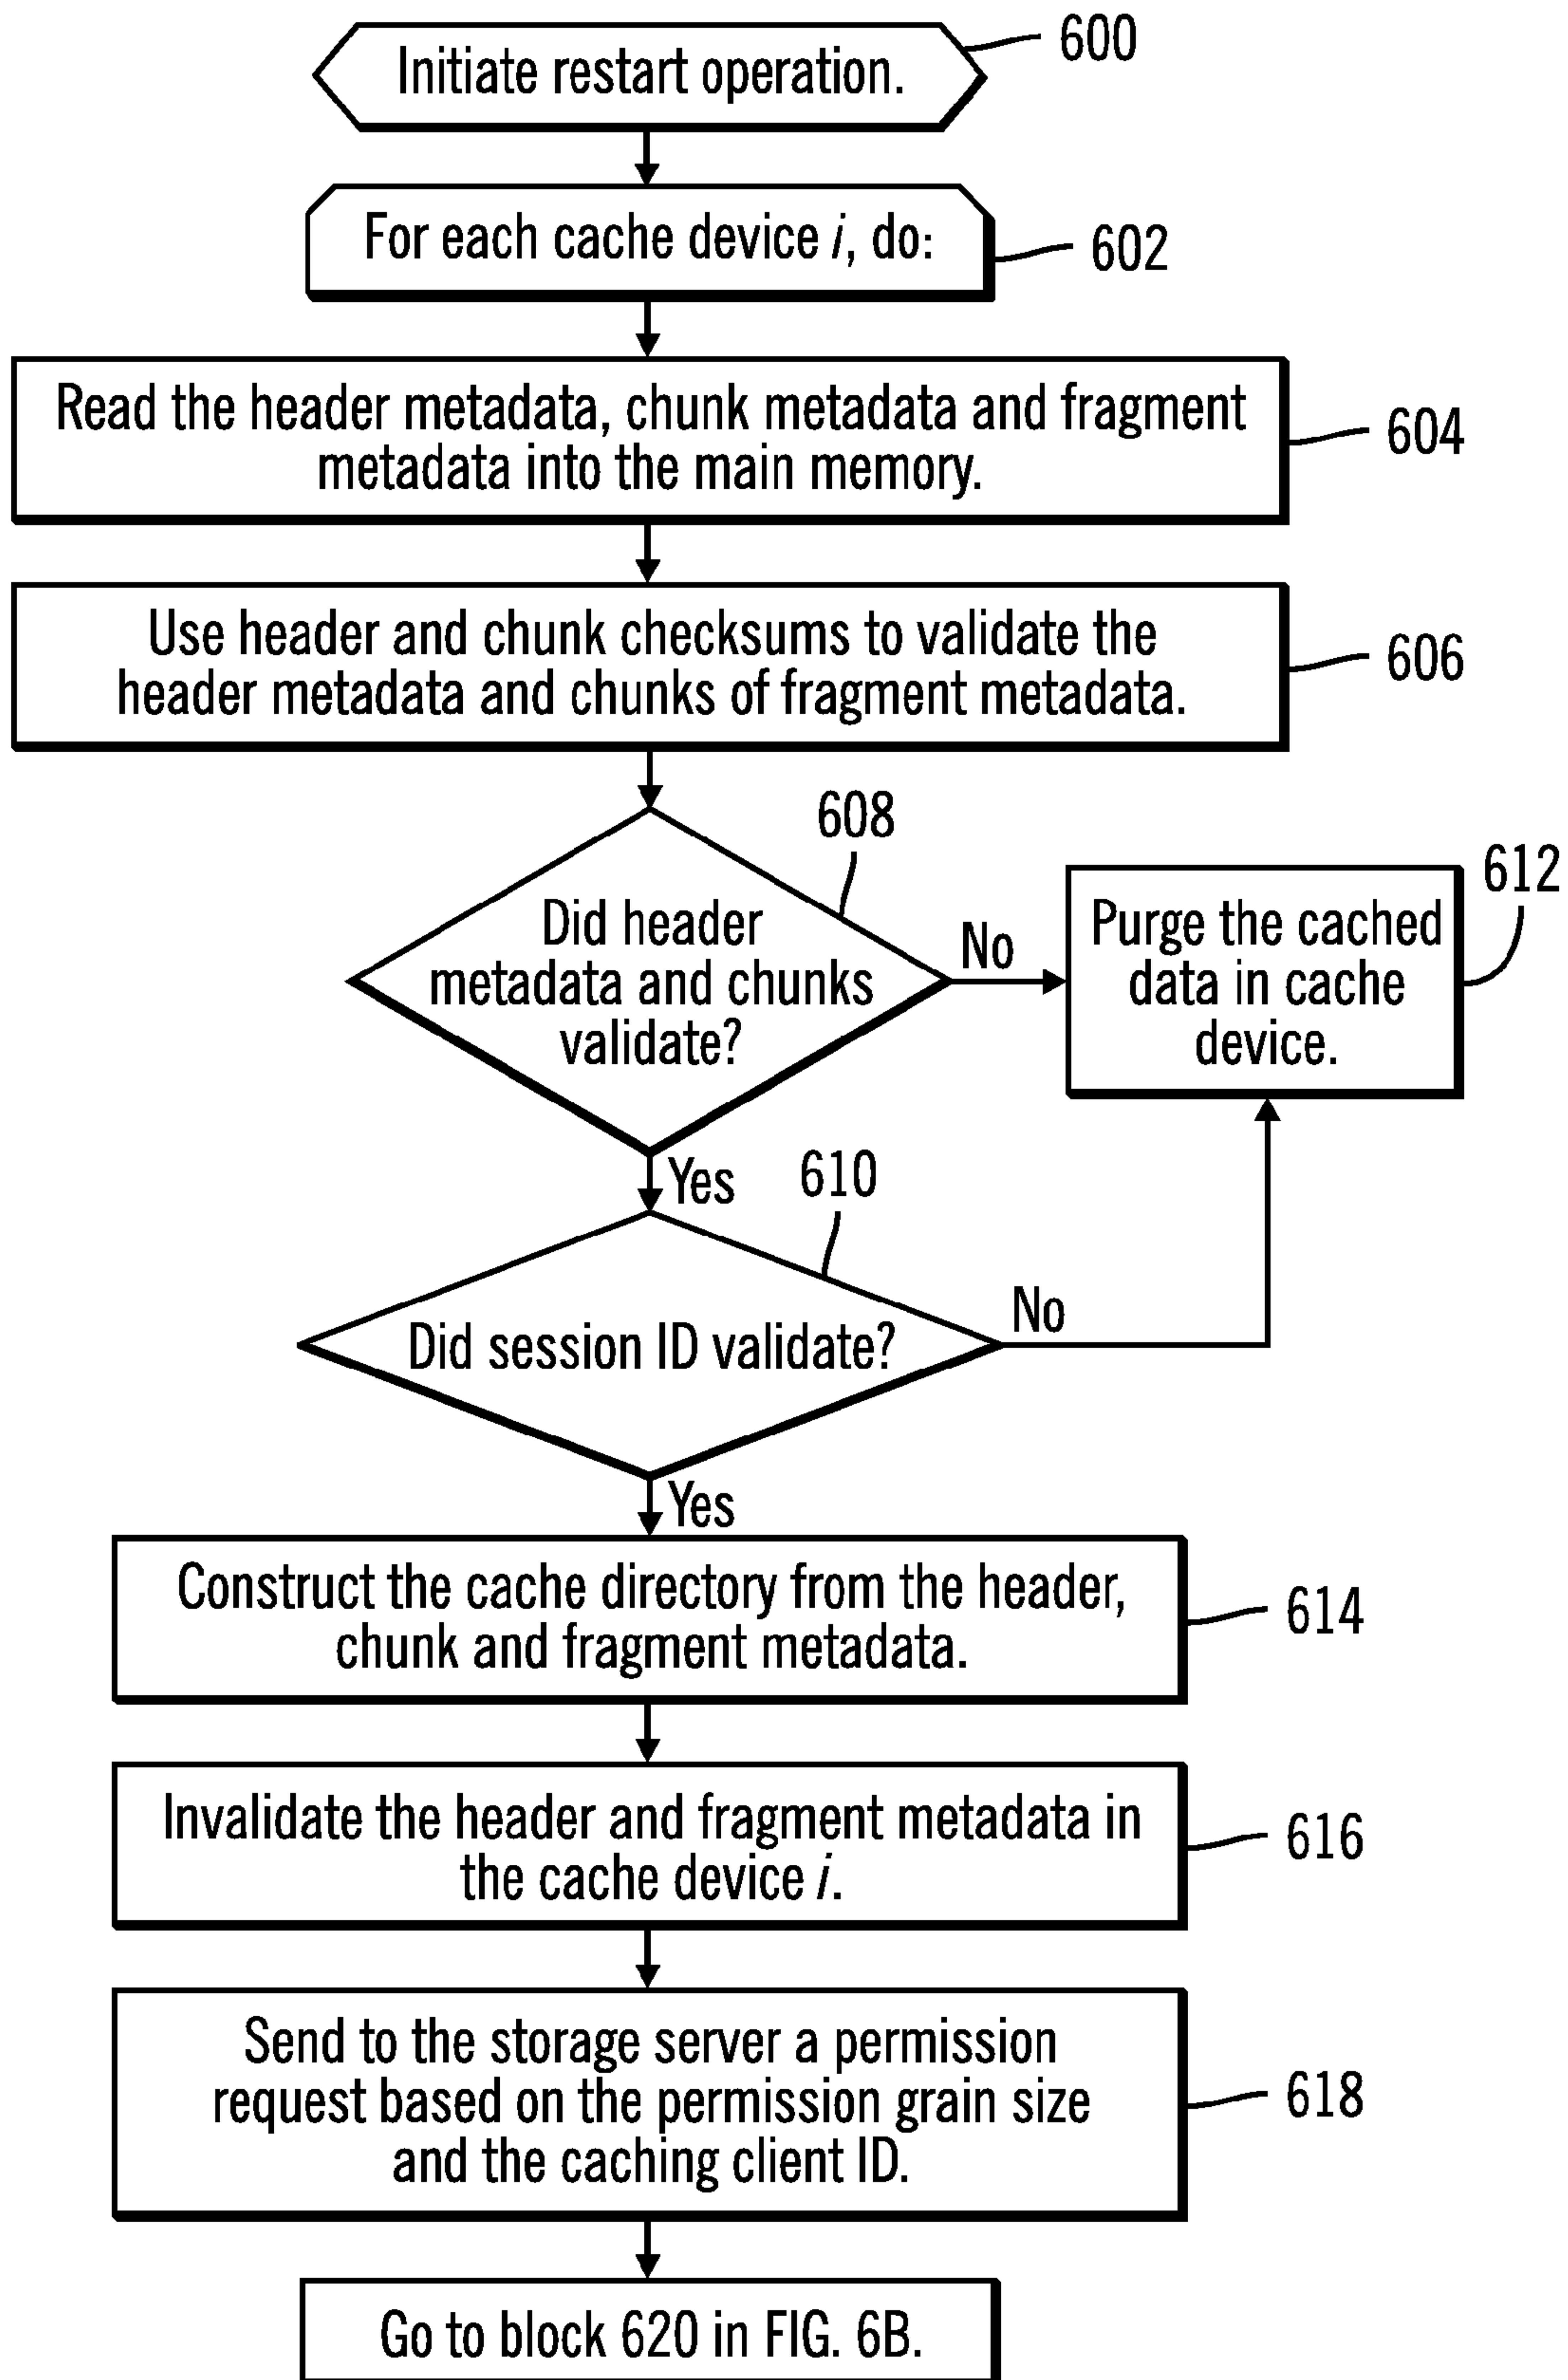 Initiate restart operation.
600
For each cache device i, do:
602
Read the header metadata, chunk metadata and fragment
metadata into the main memory.
604
Use header and chunk checksums to validate the
header metadata and chunks of fragment metadata.
606
608
Did header
metadata and chunks
validate?
No
612
Purge the cached
data in cache
device.
Yes
610
Did session ID validate?
No
Yes
Construct the cache directory from the header,
chunk and fragment metadata.
614
Invalidate the header and fragment metadata in
the cache device i.
616
Send to the storage server a permission
request based on the permission grain size
and the caching client ID.
618
Go to block 620 in FIG. 6B.